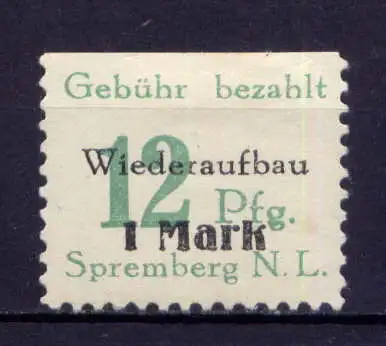 Gebühr bezahlt
Wiederaufbau
12 Pfg.
1 Mark
Spremberg N. L.